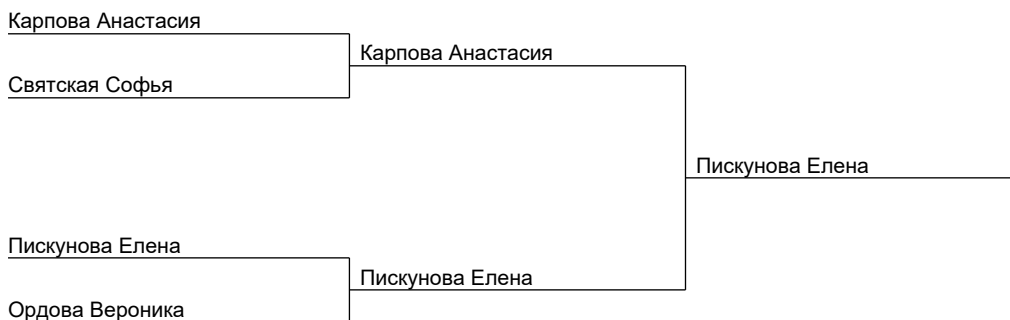 Карпова Анастасия
Карпова Анастасия
Святская Софья
Пискунова Елена
Пискунова Елена
Пискунова Елена
Ордова Вероника